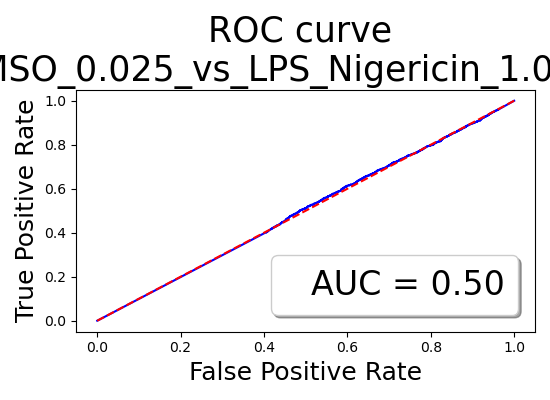 ROC curve
MSO_0.025_vs_LPS_Nigericin_1.0
True Positive Rate
1.0
0.8
0.6
0.4
0.2
0.0
AUC = 0.50
0.0 0.2 0.4 0.6 0.8 1.0
False Positive Rate